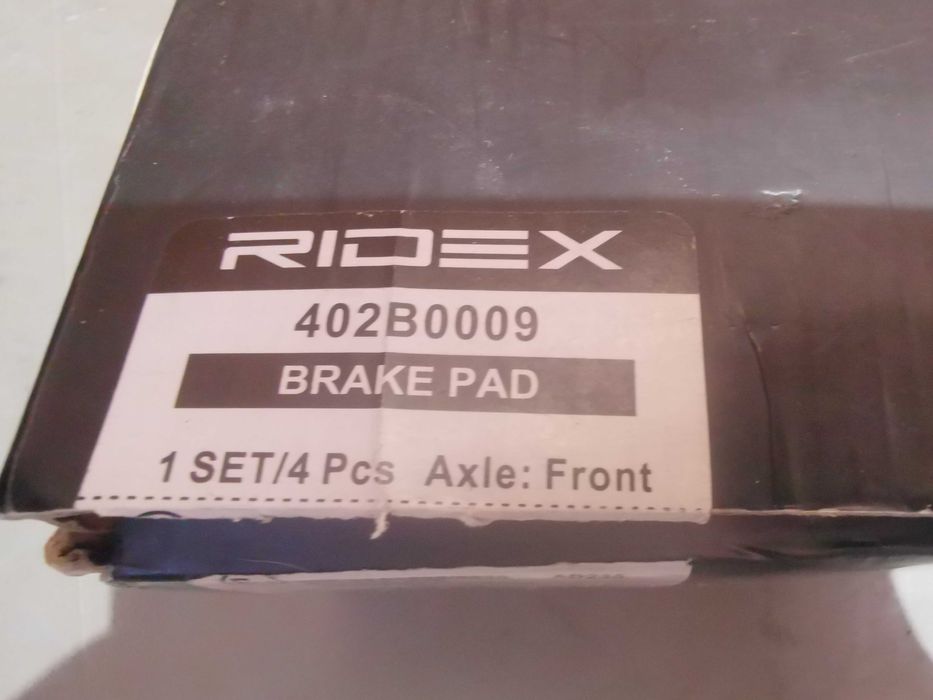 RIDEX
402B0009
BRAKE PAD
1 SET/4 Pcs Axle: Front